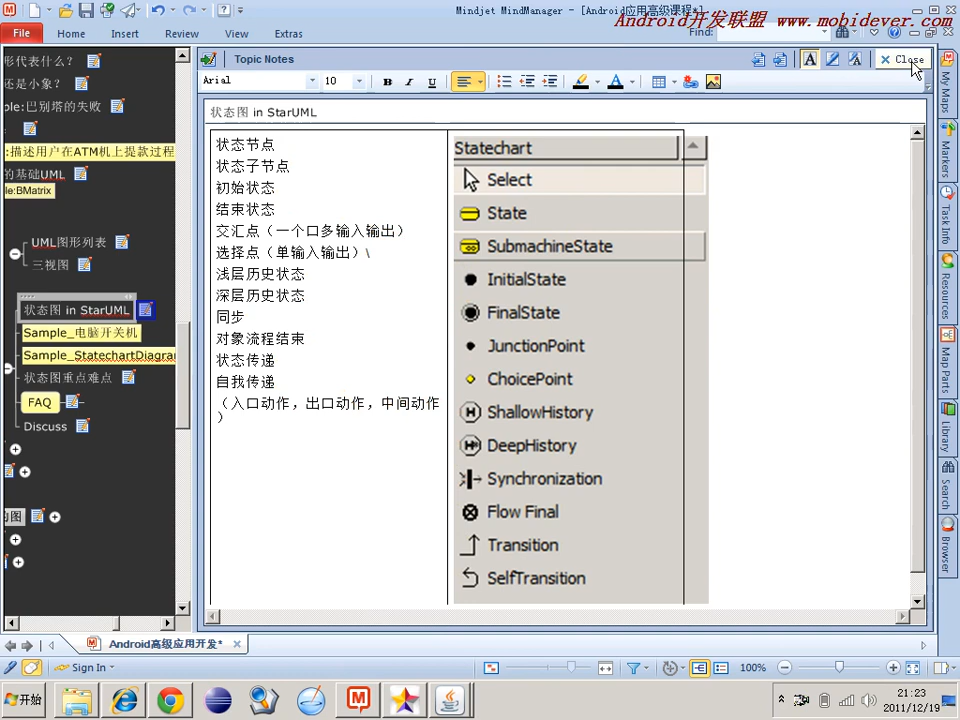 Mindjet MindManager - [Android应用高级课程*]
Android开发联盟 www.mobidever.com
File Home Insert Review View Extras
Find:
形代表什么？
还是小象？
ple:巴别塔的失败
:描述用户在ATM机上提款过程
的基础UML
le:BMatrix
UML图形列表
三视图
状态图 in StarUML
Sample_电脑开关机
Sample_StatechartDiagra
状态图重点难点
FAQ
Discuss
的图
Topic Notes
Close
Arial 10 B I U
状态图 in StarUML
状态节点
状态子节点
初始状态
结束状态
交汇点（一个口多输入输出）
选择点（单输入输出）\
浅层历史状态
深层历史状态
同步
对象流程结束
状态传递
自我传递
（入口动作，出口动作，中间动作
）
Statechart
Select
State
SubmachineState
InitialState
FinalState
JunctionPoint
ChoicePoint
ShallowHistory
DeepHistory
Synchronization
Flow Final
Transition
SelfTransition
My Maps
Markers
Task Info
Resources
Map Parts
Library
Search
Browser
Android高级应用开发*
Sign In
100%
开始
21:23
2011/12/19